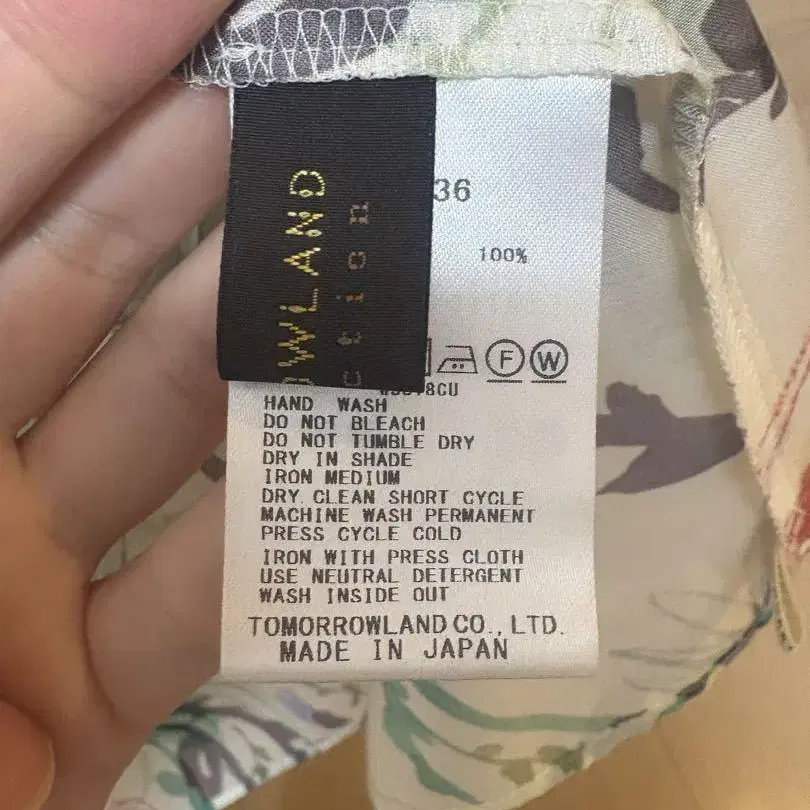 36
100%
F W
HAND WASH
DO NOT BLEACH
DO NOT TUMBLE DRY
DRY IN SHADE
IRON MEDIUM
DRY CLEAN SHORT CYCLE
MACHINE WASH PERMANENT
PRESS CYCLE COLD
IRON WITH PRESS CLOTH
USE NEUTRAL DETERGENT
WASH INSIDE OUT
TOMORROWLAND CO., LTD.
MADE IN JAPAN
OWLAND
ction